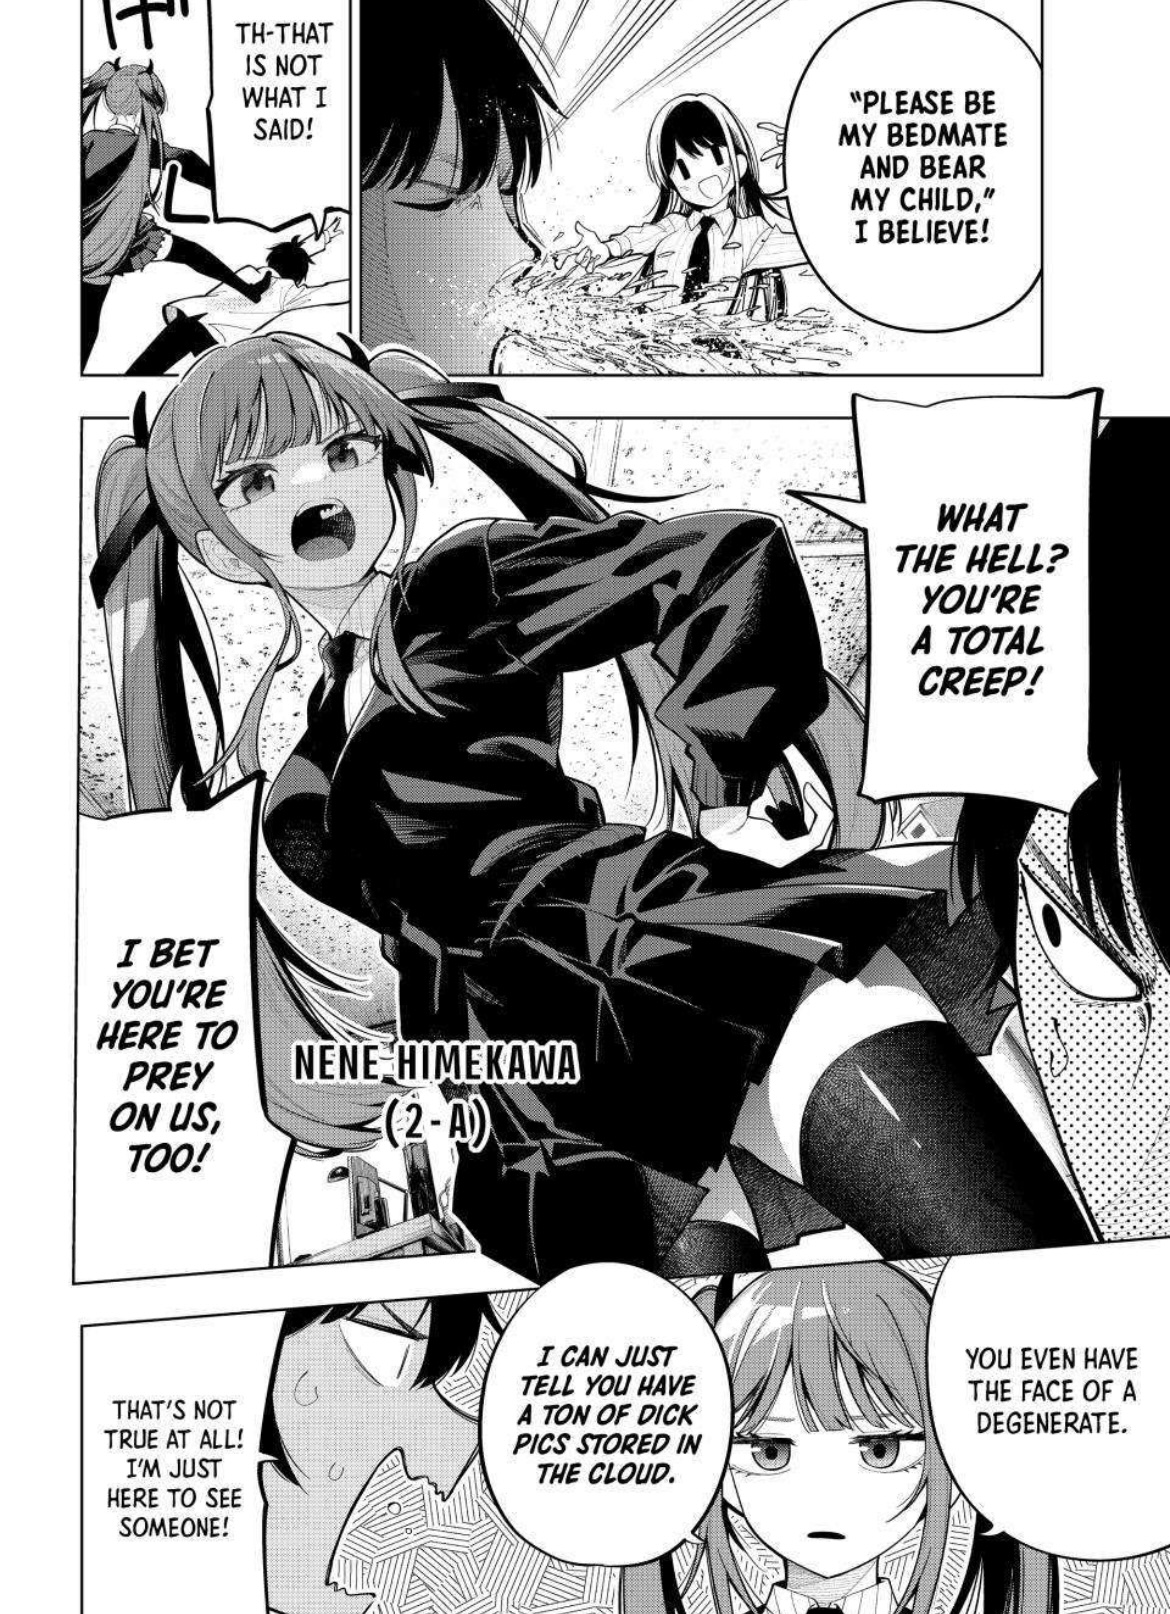 "PLEASE BE
MY BEDMATE
AND BEAR
MY CHILD,"
I BELIEVE!
TH-THAT
IS NOT
WHAT I
SAID!
WHAT
THE HELL?
YOU'RE
A TOTAL
CREEP!
I BET
YOU'RE
HERE TO
PREY
ON US,
TOO!
NENE HIMEKAWA
(2-A)
YOU EVEN HAVE
THE FACE OF A
DEGENERATE.
I CAN JUST
TELL YOU HAVE
A TON OF DICK
PICS STORED IN
THE CLOUD.
THAT'S NOT
TRUE AT ALL!
I'M JUST
HERE TO SEE
SOMEONE!